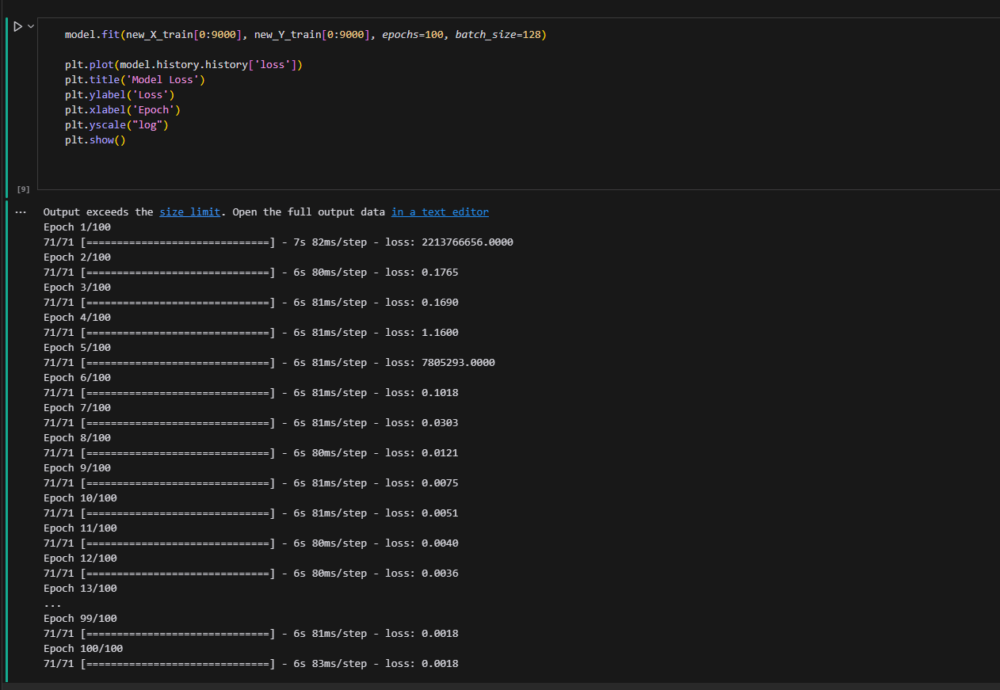 model.fit(new_X_train[0:9000], new_Y_train[0:9000], epochs=100, batch_size=128)
plt.plot(model.history.history['loss'])
plt.title('Model Loss')
plt.ylabel('Loss')
plt.xlabel('Epoch')
plt.yscale("log")
plt.show()
[9]
... Output exceeds the size limit. Open the full output data in a text editor
Epoch 1/100
71/71 [==============================] - 7s 82ms/step - loss: 2213766656.0000
Epoch 2/100
71/71 [==============================] - 6s 80ms/step - loss: 0.1765
Epoch 3/100
71/71 [==============================] - 6s 81ms/step - loss: 0.1690
Epoch 4/100
71/71 [==============================] - 6s 81ms/step - loss: 1.1600
Epoch 5/100
71/71 [==============================] - 6s 81ms/step - loss: 7805293.0000
Epoch 6/100
71/71 [==============================] - 6s 81ms/step - loss: 0.1018
Epoch 7/100
71/71 [==============================] - 6s 81ms/step - loss: 0.0303
Epoch 8/100
71/71 [==============================] - 6s 80ms/step - loss: 0.0121
Epoch 9/100
71/71 [==============================] - 6s 81ms/step - loss: 0.0075
Epoch 10/100
71/71 [==============================] - 6s 81ms/step - loss: 0.0051
Epoch 11/100
71/71 [==============================] - 6s 80ms/step - loss: 0.0040
Epoch 12/100
71/71 [==============================] - 6s 80ms/step - loss: 0.0036
Epoch 13/100
...
Epoch 99/100
71/71 [==============================] - 6s 81ms/step - loss: 0.0018
Epoch 100/100
71/71 [==============================] - 6s 83ms/step - loss: 0.0018